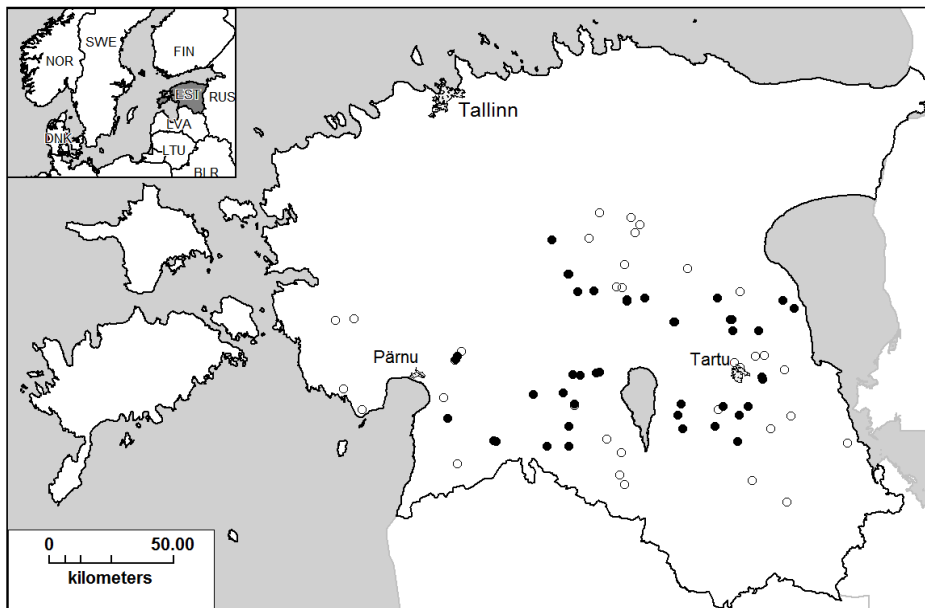 SWE
FIN
NOR
EST
RUS
LVA
DNK
LTU
BLR
Tallinn
Pärnu
Tartu
0 50.00
kilometers